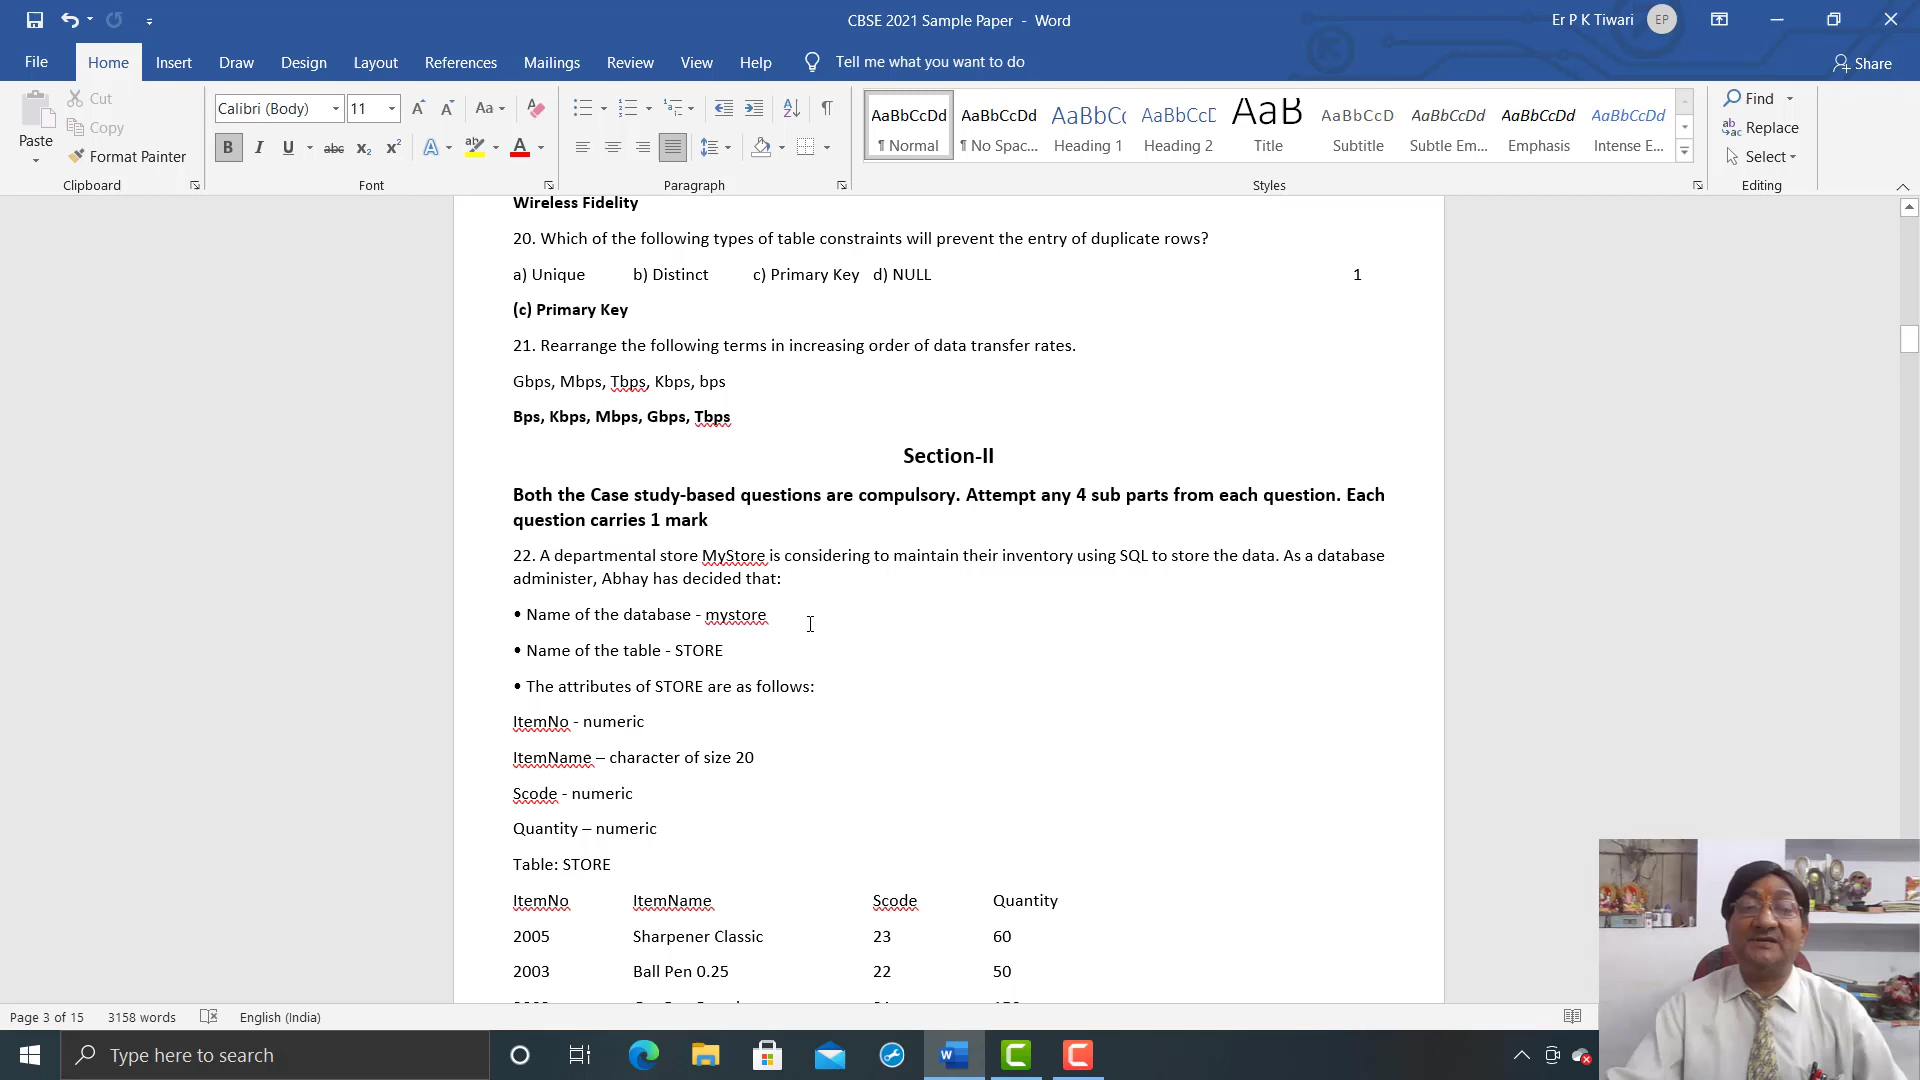 CBSE 2021 Sample Paper - Word
Er P K Tiwari
EP
File
Home
Insert
Draw
Design
Layout
References
Mailings
Review
View
Help
Tell me what you want to do
Share
Paste
Cut
Copy
Format Painter
Clipboard
Calibri (Body)
11
Font
Paragraph
AaBbCcDd
¶ Normal
AaBbCcDd
¶ No Spac...
AaBbCc
Heading 1
AaBbCcD
Heading 2
AaB
Title
AaBbCcD
Subtitle
AaBbCcDd
Subtle Em...
AaBbCcDd
Emphasis
AaBbCcDd
Intense E...
Styles
Find
Replace
Select
Editing
Wireless Fidelity
20. Which of the following types of table constraints will prevent the entry of duplicate rows?
a) Unique b) Distinct c) Primary Key d) NULL 1
(c) Primary Key
21. Rearrange the following terms in increasing order of data transfer rates.
Gbps, Mbps, Tbps, Kbps, bps
Bps, Kbps, Mbps, Gbps, Tbps
Section-II
Both the Case study-based questions are compulsory. Attempt any 4 sub parts from each question. Each
question carries 1 mark
22. A departmental store MyStore is considering to maintain their inventory using SQL to store the data. As a database
administer, Abhay has decided that:
• Name of the database - mystore
• Name of the table - STORE
• The attributes of STORE are as follows:
ItemNo - numeric
ItemName – character of size 20
Scode - numeric
Quantity – numeric
Table: STORE
ItemNo ItemName Scode Quantity
2005 Sharpener Classic 23 60
2003 Ball Pen 0.25 22 50
Page 3 of 15
3158 words
English (India)
Type here to search